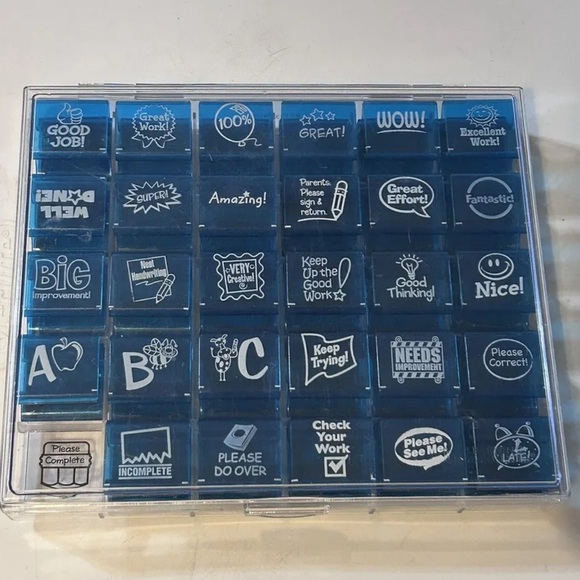 GOOD
JOB!
Great
Work!
100%
GREAT!
WOW!
Excellent
Work!
WELL
DONE!
SUPER!
Amazing!
Parents,
Please
sign &
return.
Great
Effort!
Fantastic!
BIG
improvement!
Neat
Handwriting
VERY
Creative!
Keep
Up the
Good
Work
Good
Thinking!
Nice!
A
B
C
Keep
Trying!
NEEDS
IMPROVEMENT
Please
Correct!
Please
Complete
INCOMPLETE
PLEASE
DO OVER
Check
Your
Work
Please
See Me!
LATE!